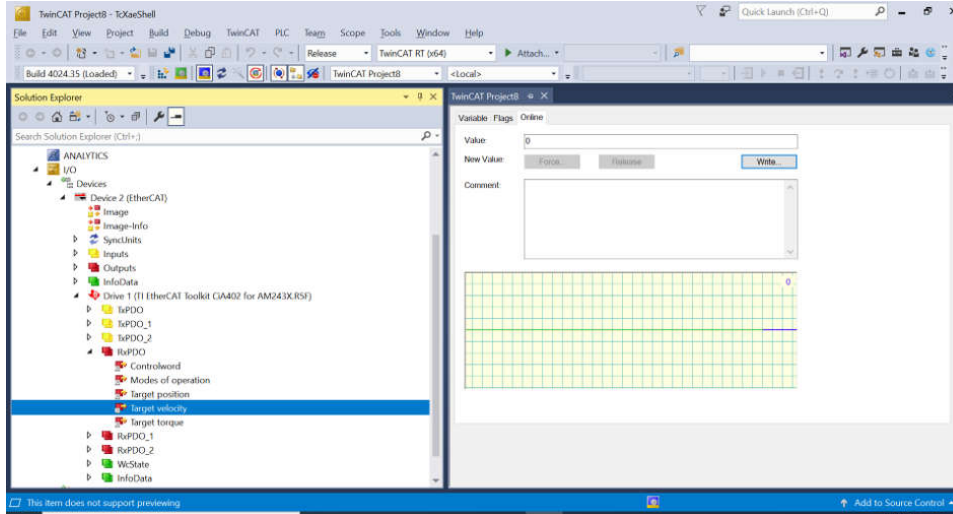 TwinCAT Project8 - TcXaeShell
Quick Launch (Ctrl+Q)
File Edit View Project Build Debug TwinCAT PLC Team Scope Tools Window Help
Release TwinCAT RT (x64) Attach...
Build 4024.35 (Loaded) TwinCAT Project8 <Local>
Solution Explorer
Search Solution Explorer (Ctrl+;)
ANALYTICS
I/O
Devices
Device 2 (EtherCAT)
Image
Image-Info
SyncUnits
Inputs
Outputs
InfoData
Drive 1 (TI EtherCAT Toolkit CiA402 for AM243X.R5F)
TxPDO
TxPDO_1
TxPDO_2
RxPDO
Controlword
Modes of operation
Target position
Target velocity
Target torque
RxPDO_1
RxPDO_2
WcState
InfoData
TwinCAT Project8
Variable Flags Online
Value: 0
New Value: Force... Release Write...
Comment:
0
This item does not support previewing
Add to Source Control